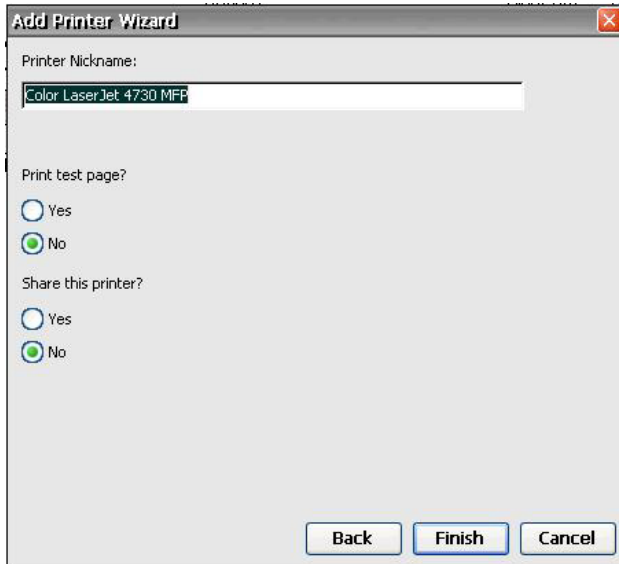 Add Printer Wizard
Printer Nickname:
Color LaserJet 4730 MFP
Print test page?
Yes
No
Share this printer?
Yes
No
Back Finish Cancel